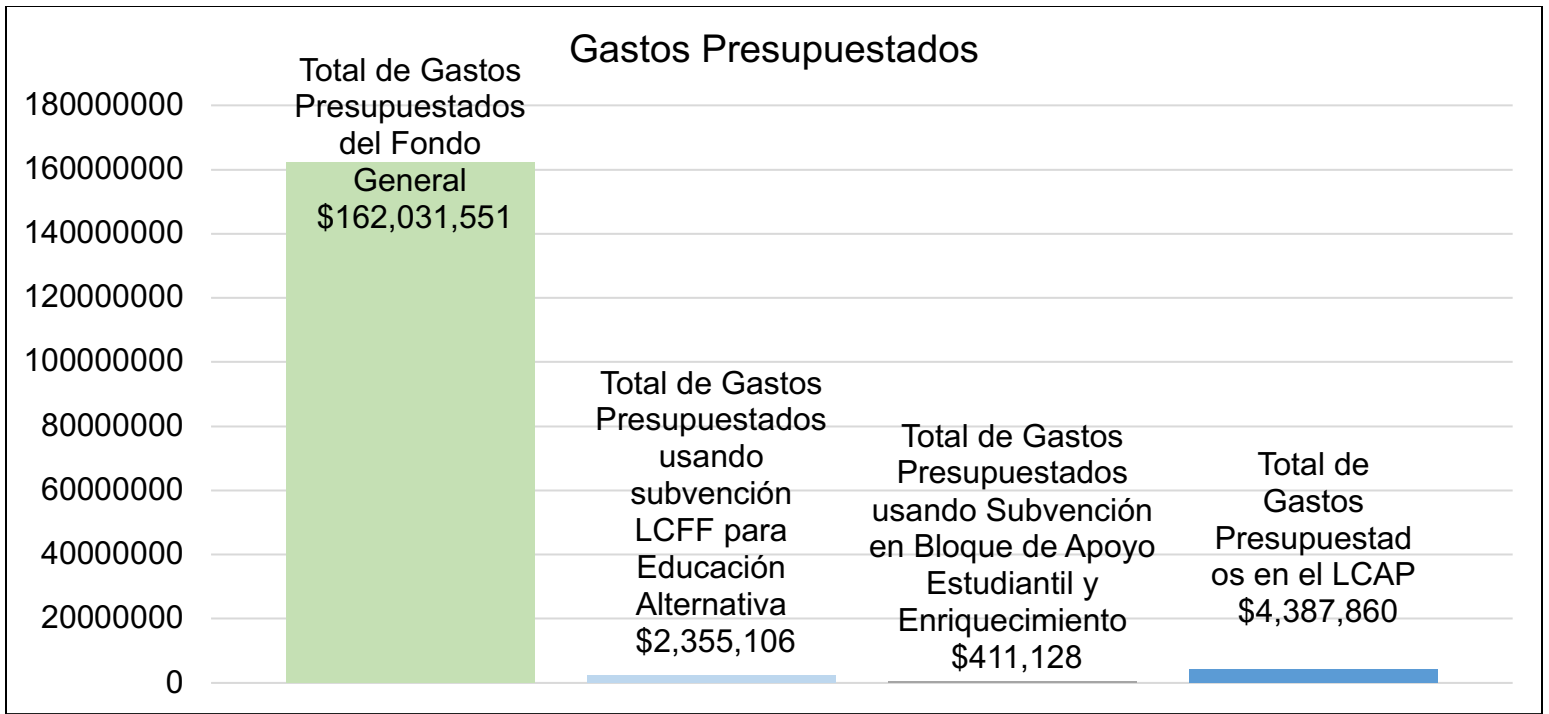 Gastos Presupuestados
180000000
160000000
140000000
120000000
100000000
80000000
60000000
40000000
20000000
0
Total de Gastos
Presupuestados
del Fondo
General
$162,031,551
Total de Gastos
Presupuestados
usando
subvención
LCFF para
Educación
Alternativa
$2,355,106
Total de Gastos
Presupuestados
usando Subvención
en Bloque de Apoyo
Estudiantil y
Enriquecimiento
$411,128
Total de
Gastos
Presupuestad
os en el LCAP
$4,387,860